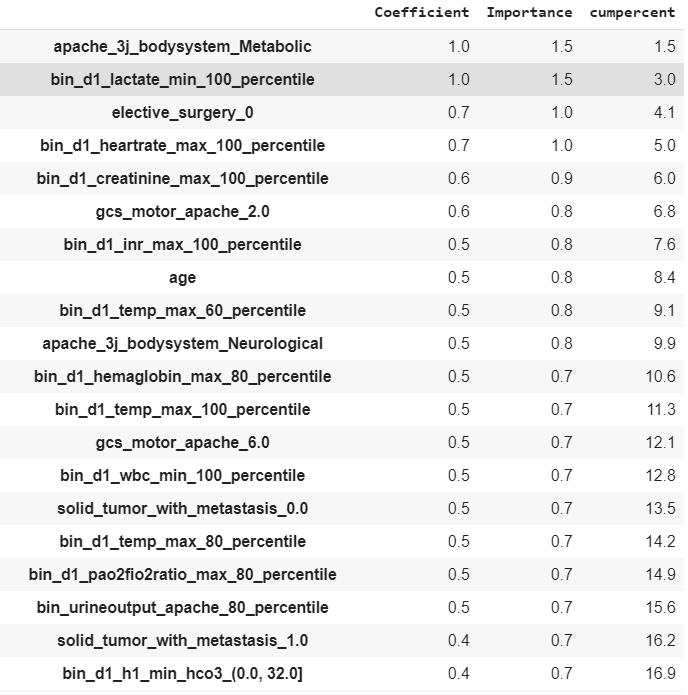 Coefficient Importance cumpercent
apache_3j_bodysystem_Metabolic 1.0 1.5 1.5
bin_d1_lactate_min_100_percentile 1.0 1.5 3.0
elective_surgery_0 0.7 1.0 4.1
bin_d1_heartrate_max_100_percentile 0.7 1.0 5.0
bin_d1_creatinine_max_100_percentile 0.6 0.9 6.0
gcs_motor_apache_2.0 0.6 0.8 6.8
bin_d1_inr_max_100_percentile 0.5 0.8 7.6
age 0.5 0.8 8.4
bin_d1_temp_max_60_percentile 0.5 0.8 9.1
apache_3j_bodysystem_Neurological 0.5 0.8 9.9
bin_d1_hemaglobin_max_80_percentile 0.5 0.7 10.6
bin_d1_temp_max_100_percentile 0.5 0.7 11.3
gcs_motor_apache_6.0 0.5 0.7 12.1
bin_d1_wbc_min_100_percentile 0.5 0.7 12.8
solid_tumor_with_metastasis_0.0 0.5 0.7 13.5
bin_d1_temp_max_80_percentile 0.5 0.7 14.2
bin_d1_pao2fio2ratio_max_80_percentile 0.5 0.7 14.9
bin_urineoutput_apache_80_percentile 0.5 0.7 15.6
solid_tumor_with_metastasis_1.0 0.4 0.7 16.2
bin_d1_h1_min_hco3_(0.0, 32.0] 0.4 0.7 16.9